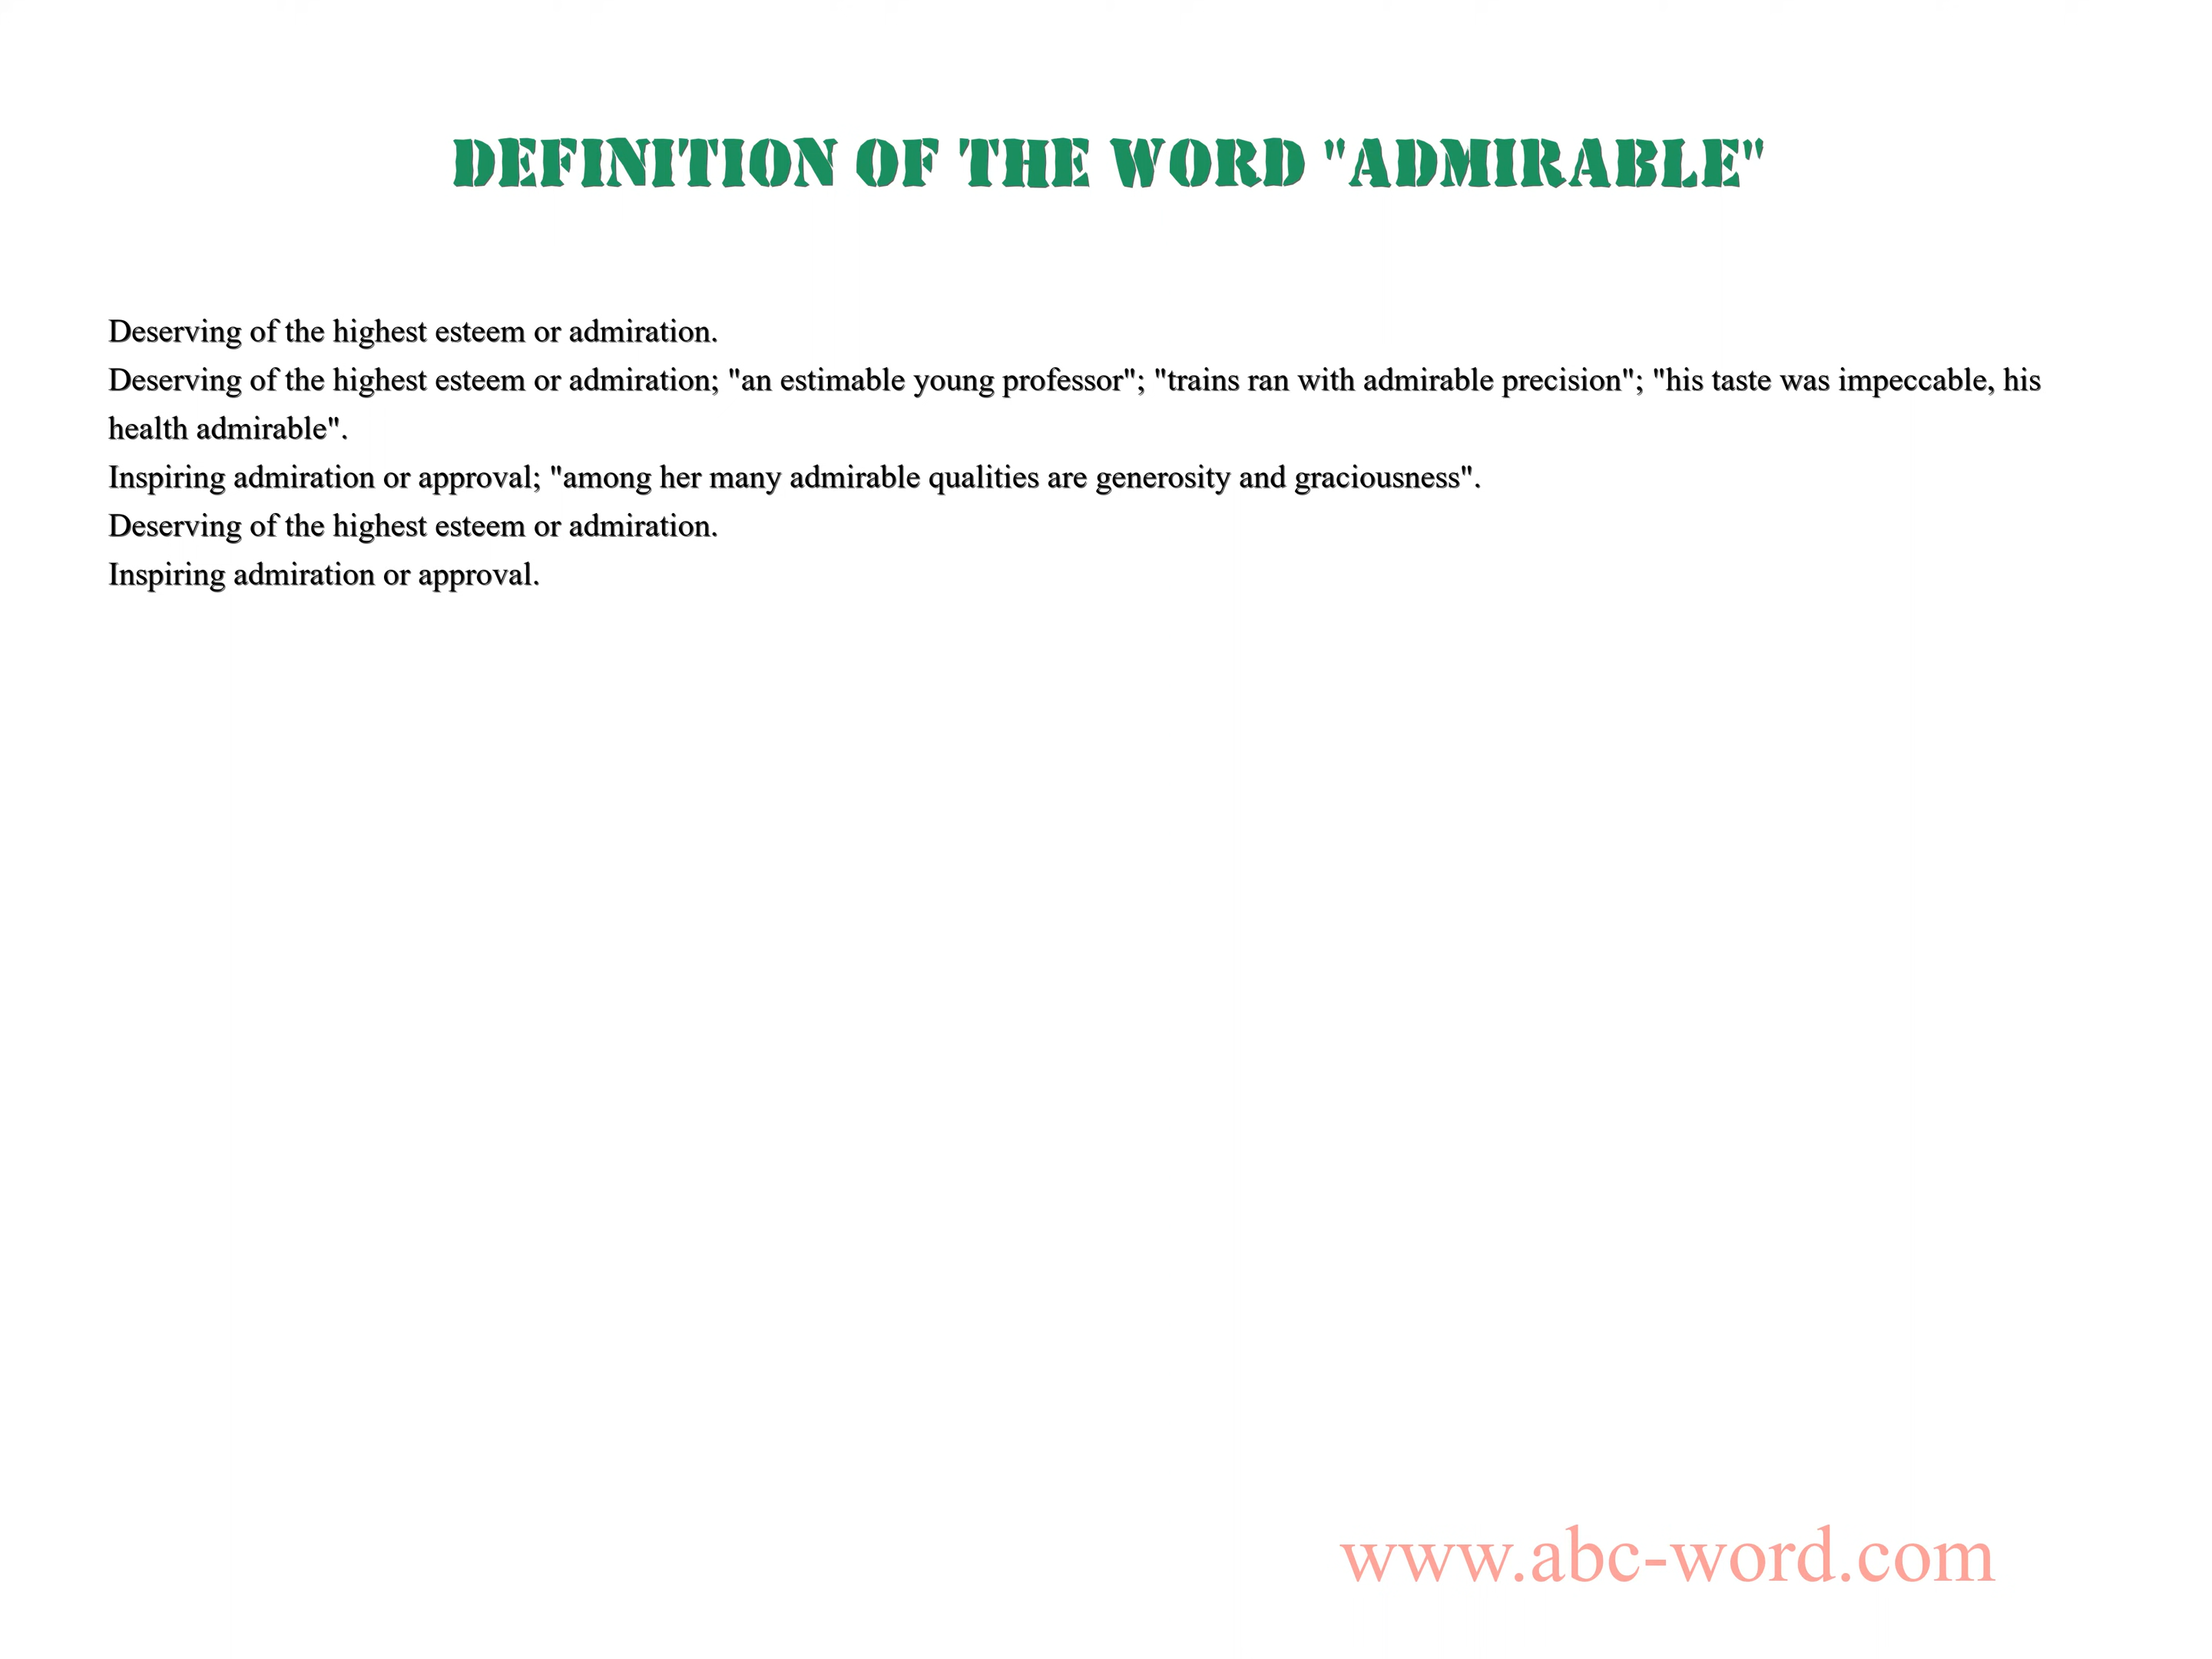 DEFINITION OF THE WORD "ADMIRABLE"
Deserving of the highest esteem or admiration.
Deserving of the highest esteem or admiration; "an estimable young professor"; "trains ran with admirable precision"; "his taste was impeccable, his
health admirable".
Inspiring admiration or approval; "among her many admirable qualities are generosity and graciousness".
Deserving of the highest esteem or admiration.
Inspiring admiration or approval.
www.abc-word.com